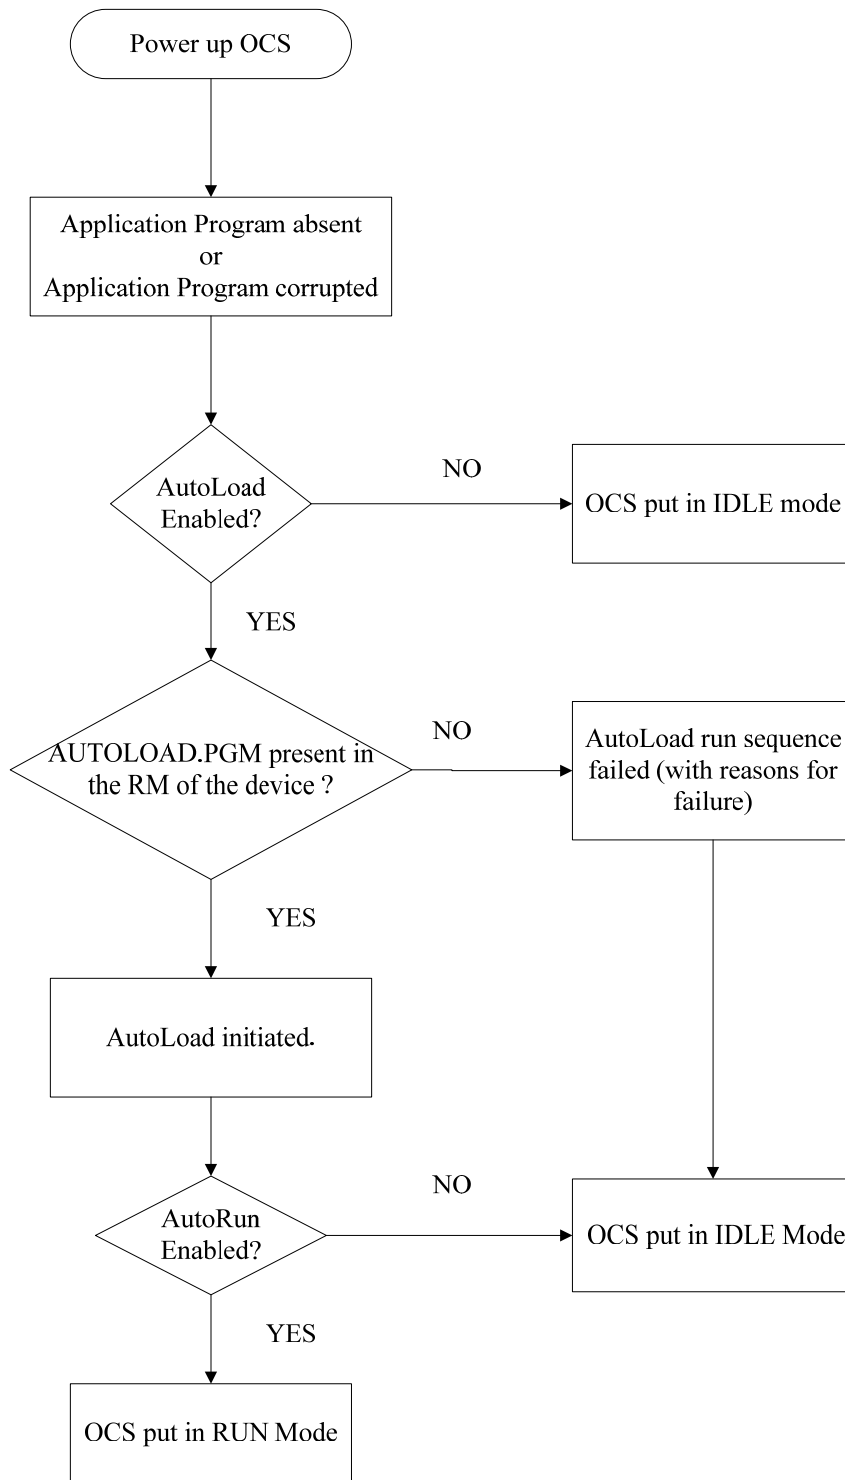 Power up OCS
Application Program absent
or
Application Program corrupted
AutoLoad
Enabled?
NO
OCS put in IDLE mode
YES
AUTOLOAD.PGM present in
the RM of the device ?
NO
AutoLoad run sequence
failed (with reasons for
failure)
YES
AutoLoad initiated.
AutoRun
Enabled?
NO
OCS put in IDLE Mode
YES
OCS put in RUN Mode